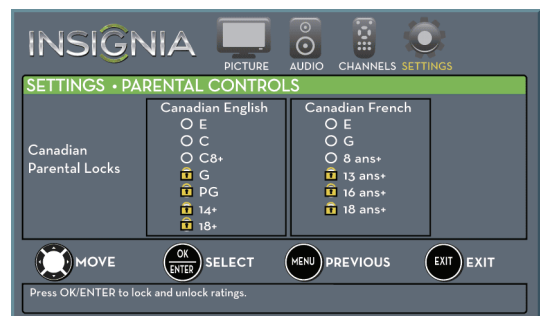 INSIGNIA
PICTURE AUDIO CHANNELS SETTINGS
SETTINGS • PARENTAL CONTROLS
Canadian Parental Locks
Canadian English
E
C
C8+
G
PG
14+
18+
Canadian French
E
G
8 ans+
13 ans+
16 ans+
18 ans+
MOVE OK/ENTER SELECT MENU PREVIOUS EXIT EXIT
Press OK/ENTER to lock and unlock ratings.